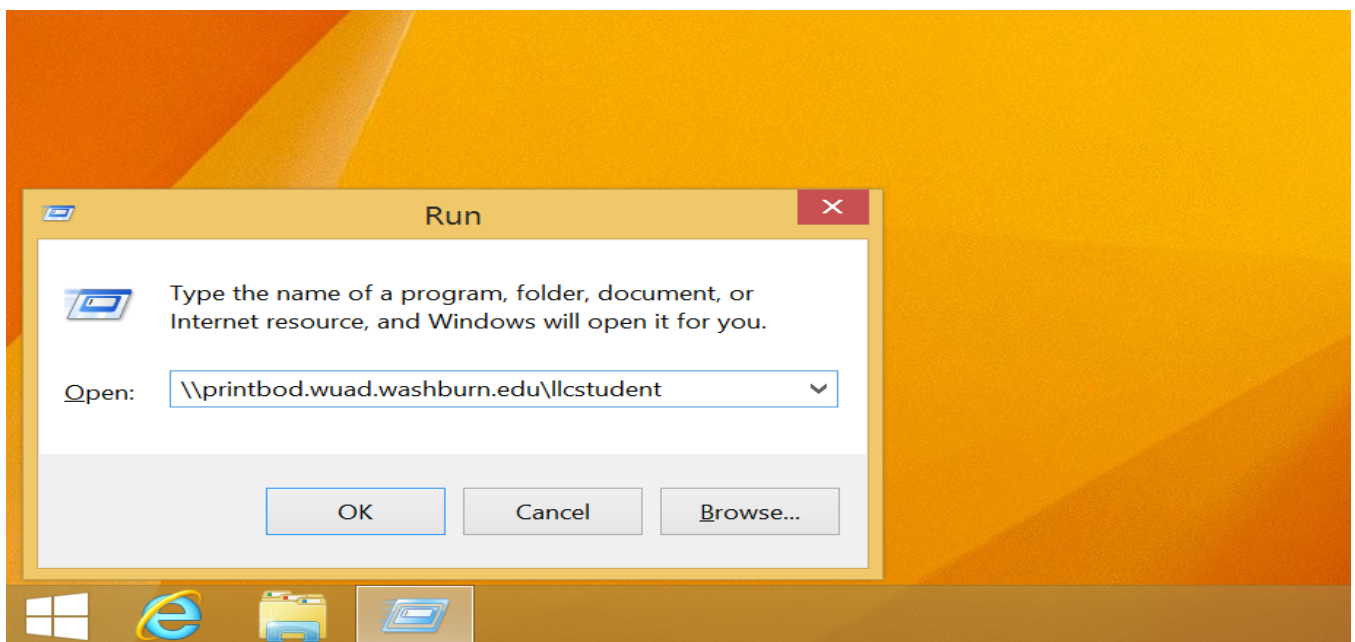 Run
Type the name of a program, folder, document, or
Internet resource, and Windows will open it for you.
Open: \\printbod.wuad.washburn.edu\llcstudent
OK Cancel Browse...